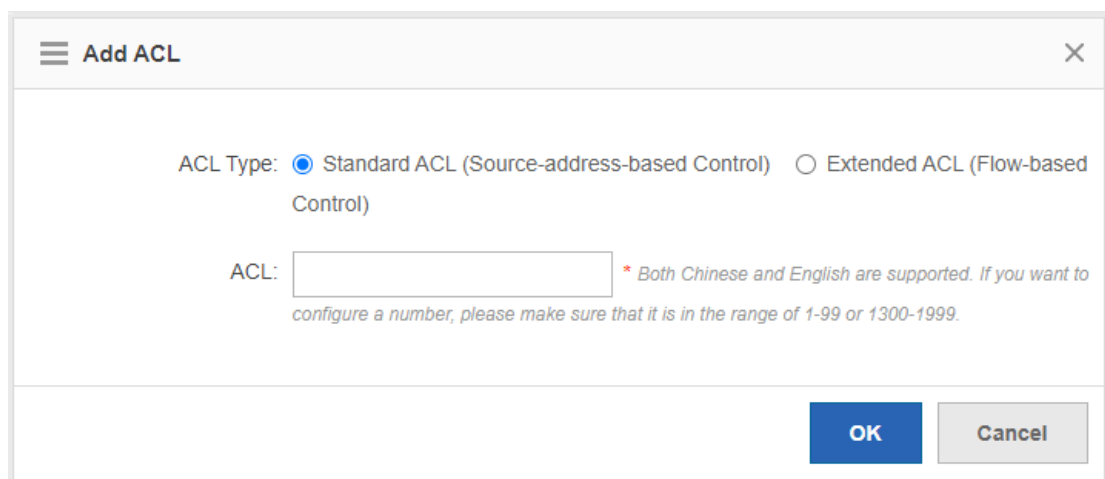 Add ACL
ACL Type: Standard ACL (Source-address-based Control) Extended ACL (Flow-based
Control)
ACL: * Both Chinese and English are supported. If you want to
configure a number, please make sure that it is in the range of 1-99 or 1300-1999.
OK Cancel